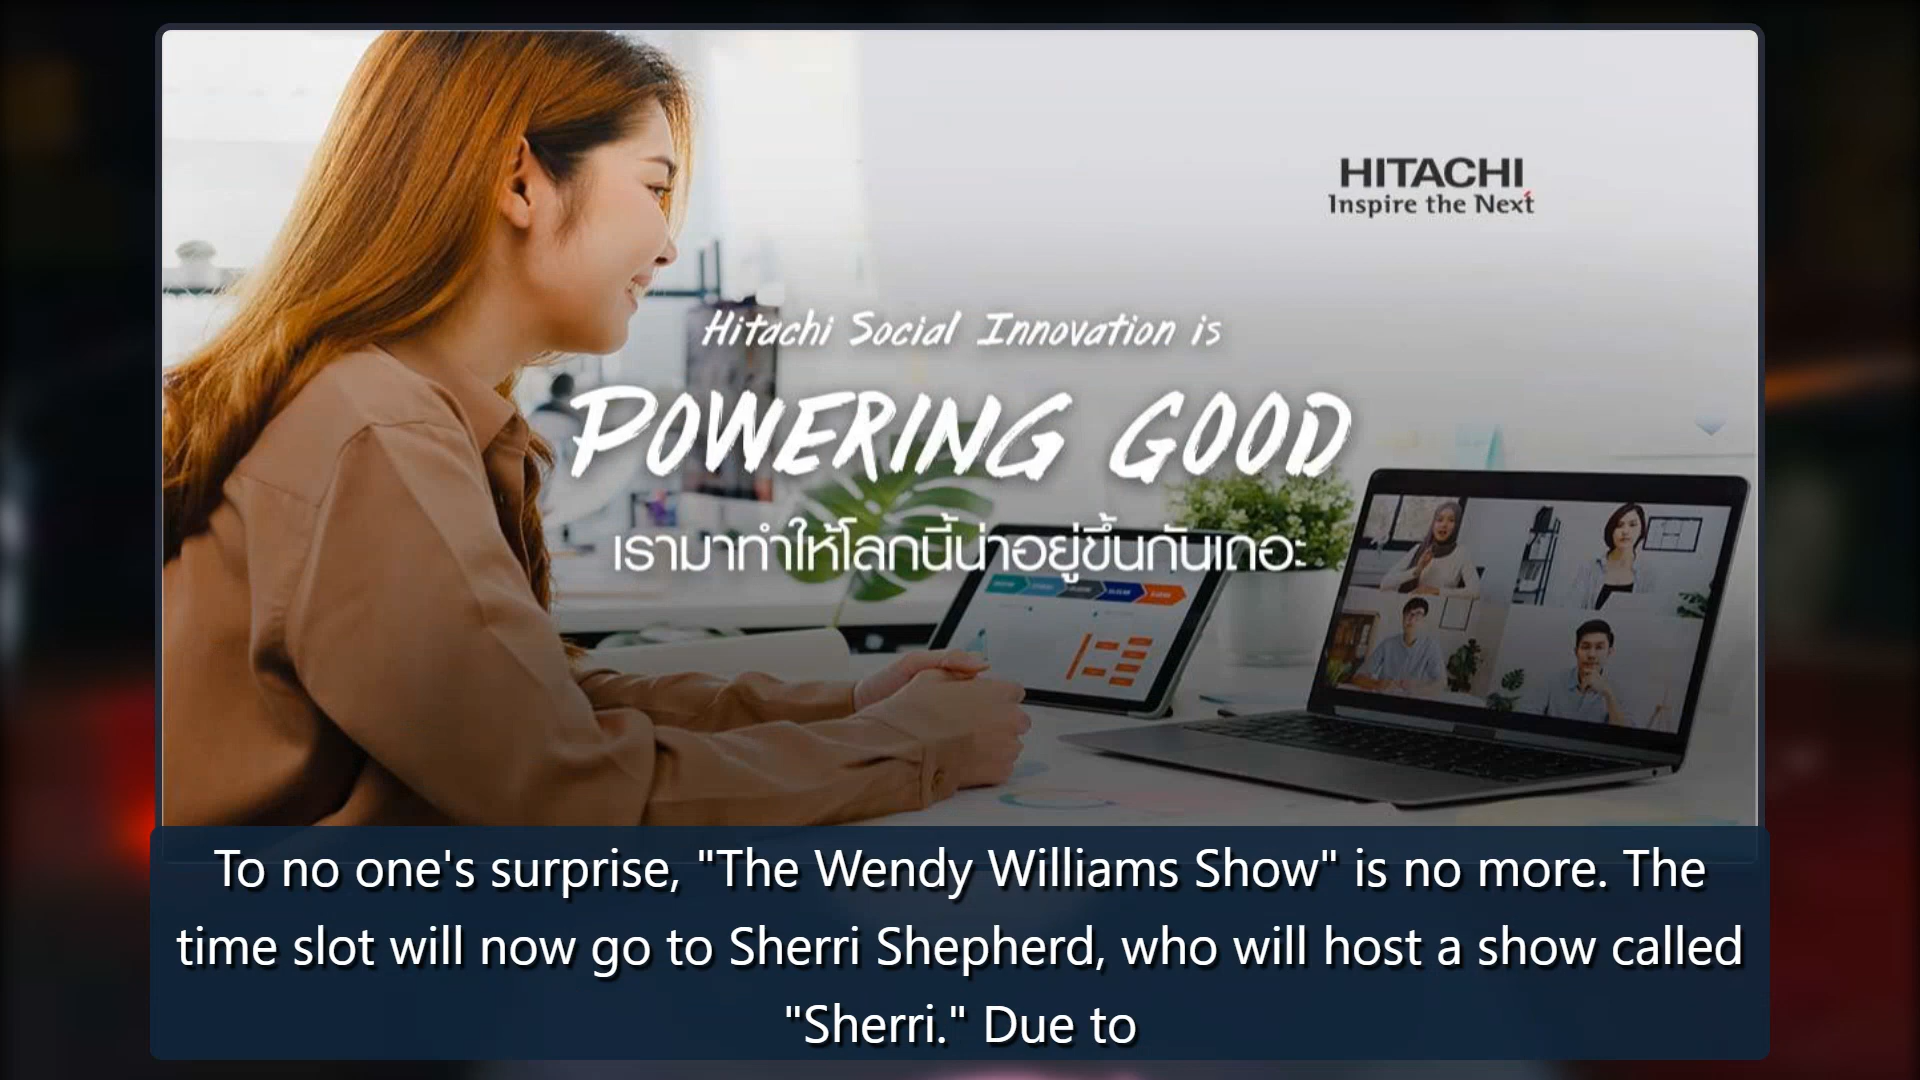 HITACHI
Inspire the Next
Hitachi Social Innovation is
POWERING GOOD
เรามาทำให้โลกนี้น่าอยู่ขึ้นกันเถอะ
To no one's surprise, "The Wendy Williams Show" is no more. The
time slot will now go to Sherri Shepherd, who will host a show called
"Sherri." Due to